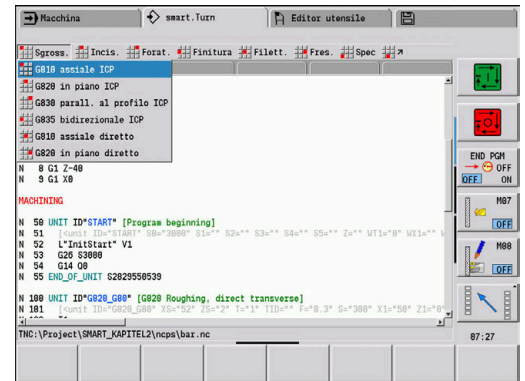 Macchina
smart.Turn
Editor utensile
Sgross.
Incis.
Forat.
Finitura
Filett.
Fres.
Spec
G810 assiale ICP
G820 in piano ICP
G830 parall. al profilo ICP
G835 bidirezionale ICP
G810 assiale diretto
G820 in piano diretto
N 8 G1 Z-40
N 9 G1 X0
MACHINING
N 50 UNIT ID"START" [Program beginning]
N 51 [<unit ID="START" S0="3000" S1="" S2="" S3="" S4="" S5="" Z="" WT1="0" WX1=""
N 52 L"InitStart" V1
N 53 G26 S3000
N 54 G14 Q0
N 55 END_OF_UNIT S2829550539
N 100 UNIT ID"G820_G80" [G820 Roughing, direct transverse]
N 101 [<unit ID="G820_G80" XS="52" ZS="2" T="1" TID="" F="0.3" S="300" X1="50" Z1="0"
TNC:\Project\SMART_KAPITEL2\ncps\bar.nc
I
O
END PGM
OFF
OFF ON
M07
OFF
M08
OFF
07:27